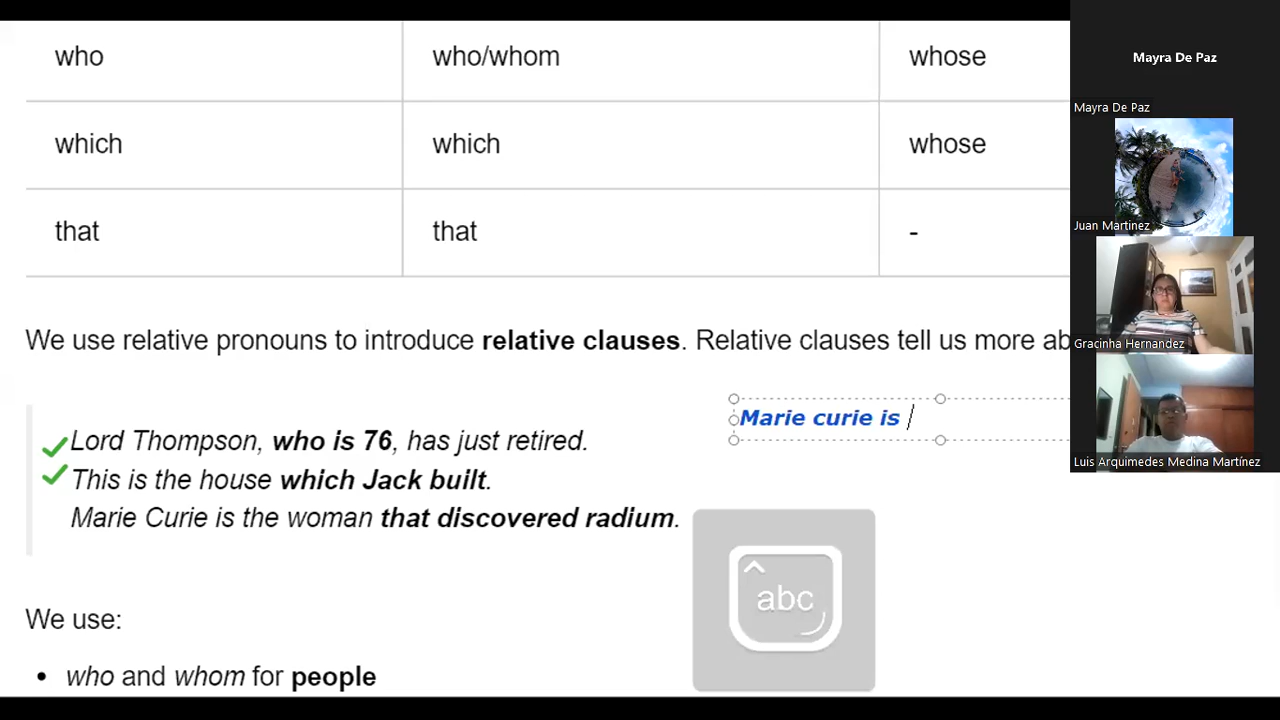 who who/whom whose
which which whose
that that -
We use relative pronouns to introduce relative clauses. Relative clauses tell us more ab
Marie curie is
Lord Thompson, who is 76, has just retired.
This is the house which Jack built.
Marie Curie is the woman that discovered radium.
abc
We use:
• who and whom for people
Mayra De Paz
Mayra De Paz
Juan Martinez
Gracinha Hernandez
Luis Arquimedes Medina Martínez